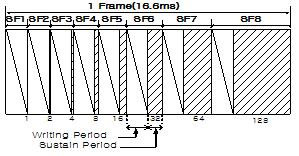 1 Frame(16.6ms)
SF1 SF2 SF3 SF4 SF5 SF6 SF7 SF8
1 2 4 8 16 32 64 128
Writing Period
Sustain Period